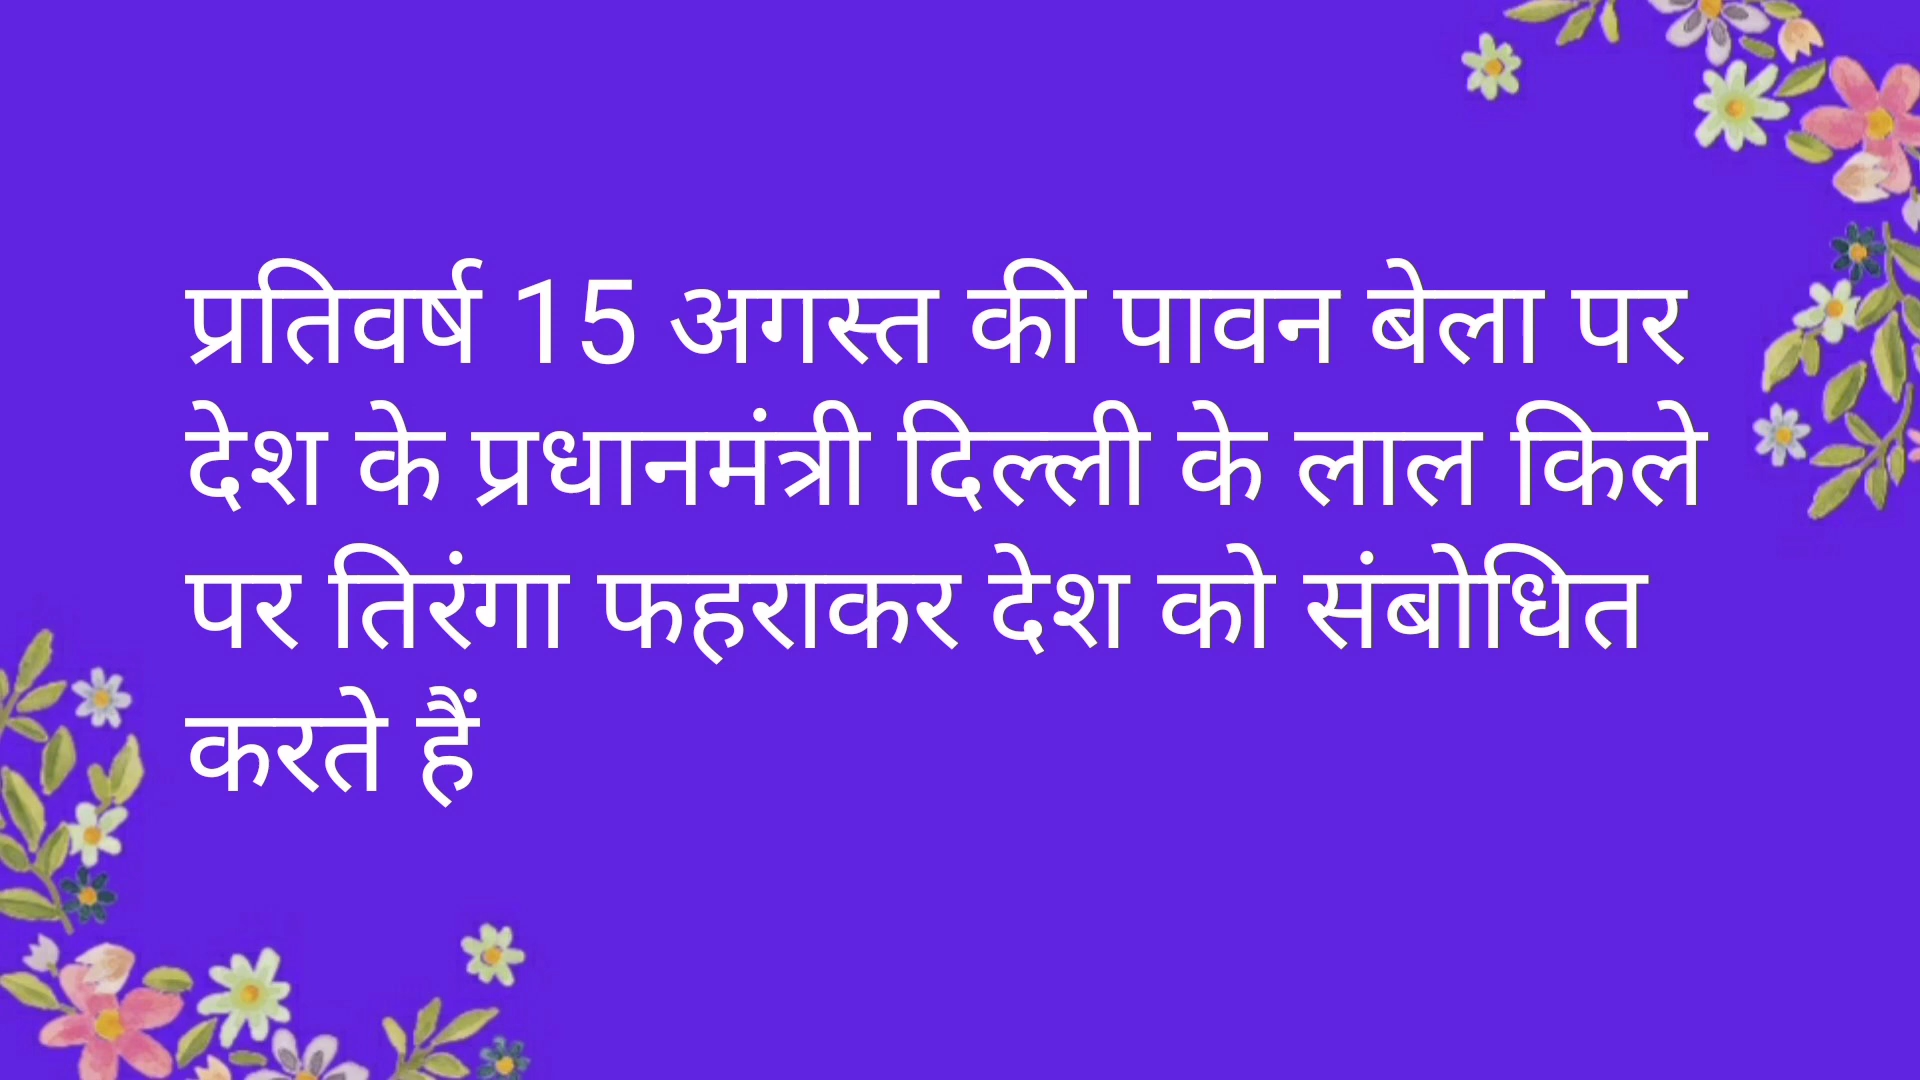 प्रतिवर्ष 15 अगस्त की पावन बेला पर
देश के प्रधानमंत्री दिल्ली के लाल किले
पर तिरंगा फहराकर देश को संबोधित
करते हैं